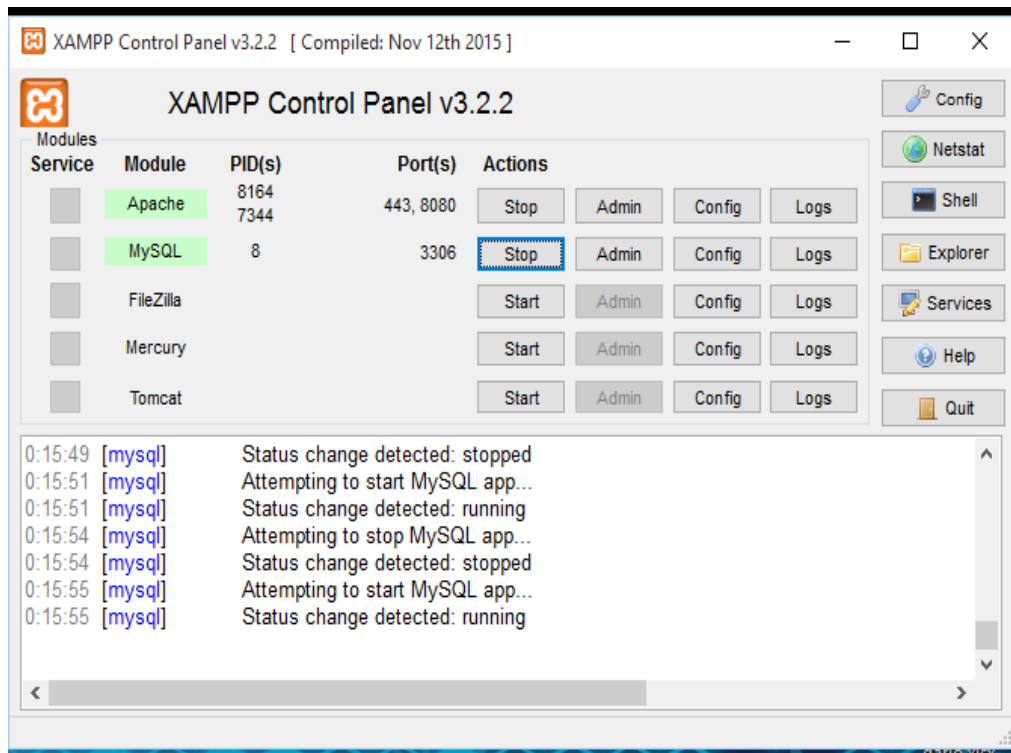 XAMPP Control Panel v3.2.2 [ Compiled: Nov 12th 2015 ]
XAMPP Control Panel v3.2.2
Config
Modules
Netstat
Service Module PID(s) Port(s) Actions
Apache 8164 7344 443, 8080 Stop Admin Config Logs
Shell
MySQL 8 3306 Stop Admin Config Logs
Explorer
FileZilla Start Admin Config Logs
Services
Mercury Start Admin Config Logs
Help
Tomcat Start Admin Config Logs
Quit
0:15:49 [mysql] Status change detected: stopped
0:15:51 [mysql] Attempting to start MySQL app...
0:15:51 [mysql] Status change detected: running
0:15:54 [mysql] Attempting to stop MySQL app...
0:15:54 [mysql] Status change detected: stopped
0:15:55 [mysql] Attempting to start MySQL app...
0:15:55 [mysql] Status change detected: running